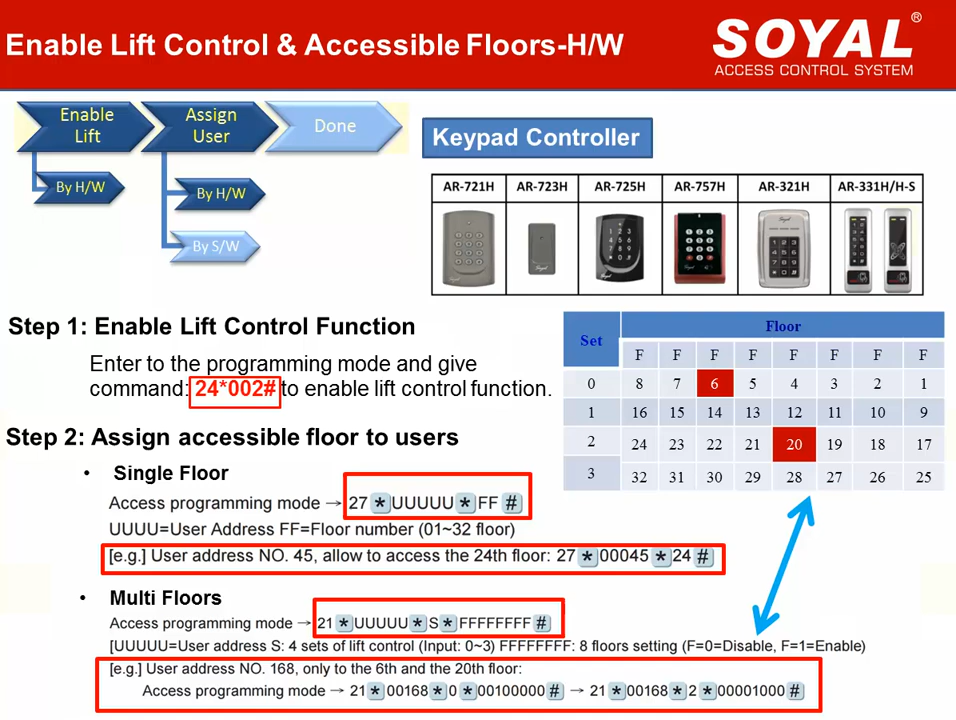 Enable Lift Control & Accessible Floors-H/W
SOYAL®
ACCESS CONTROL SYSTEM
Enable Lift
Assign User
Done
By H/W
By H/W
By S/W
Keypad Controller
AR-721H AR-723H AR-725H AR-757H AR-321H AR-331H/H-S
Step 1: Enable Lift Control Function
Enter to the programming mode and give
command: 24*002# to enable lift control function.
Set Floor
F F F F F F F F
0 8 7 6 5 4 3 2 1
1 16 15 14 13 12 11 10 9
2 24 23 22 21 20 19 18 17
3 32 31 30 29 28 27 26 25
Step 2: Assign accessible floor to users
• Single Floor
Access programming mode → 27 * UUUUU * FF #
UUUU=User Address FF=Floor number (01~32 floor)
[e.g.] User address NO. 45, allow to access the 24th floor: 27 * 00045 * 24 #
• Multi Floors
Access programming mode → 21 * UUUUU * S * FFFFFFFF #
[UUUUU=User address S: 4 sets of lift control (Input: 0~3) FFFFFFFF: 8 floors setting (F=0=Disable, F=1=Enable)
[e.g.] User address NO. 168, only to the 6th and the 20th floor:
Access programming mode → 21 * 00168 * 0 * 00100000 # → 21 * 00168 * 2 * 00001000 #